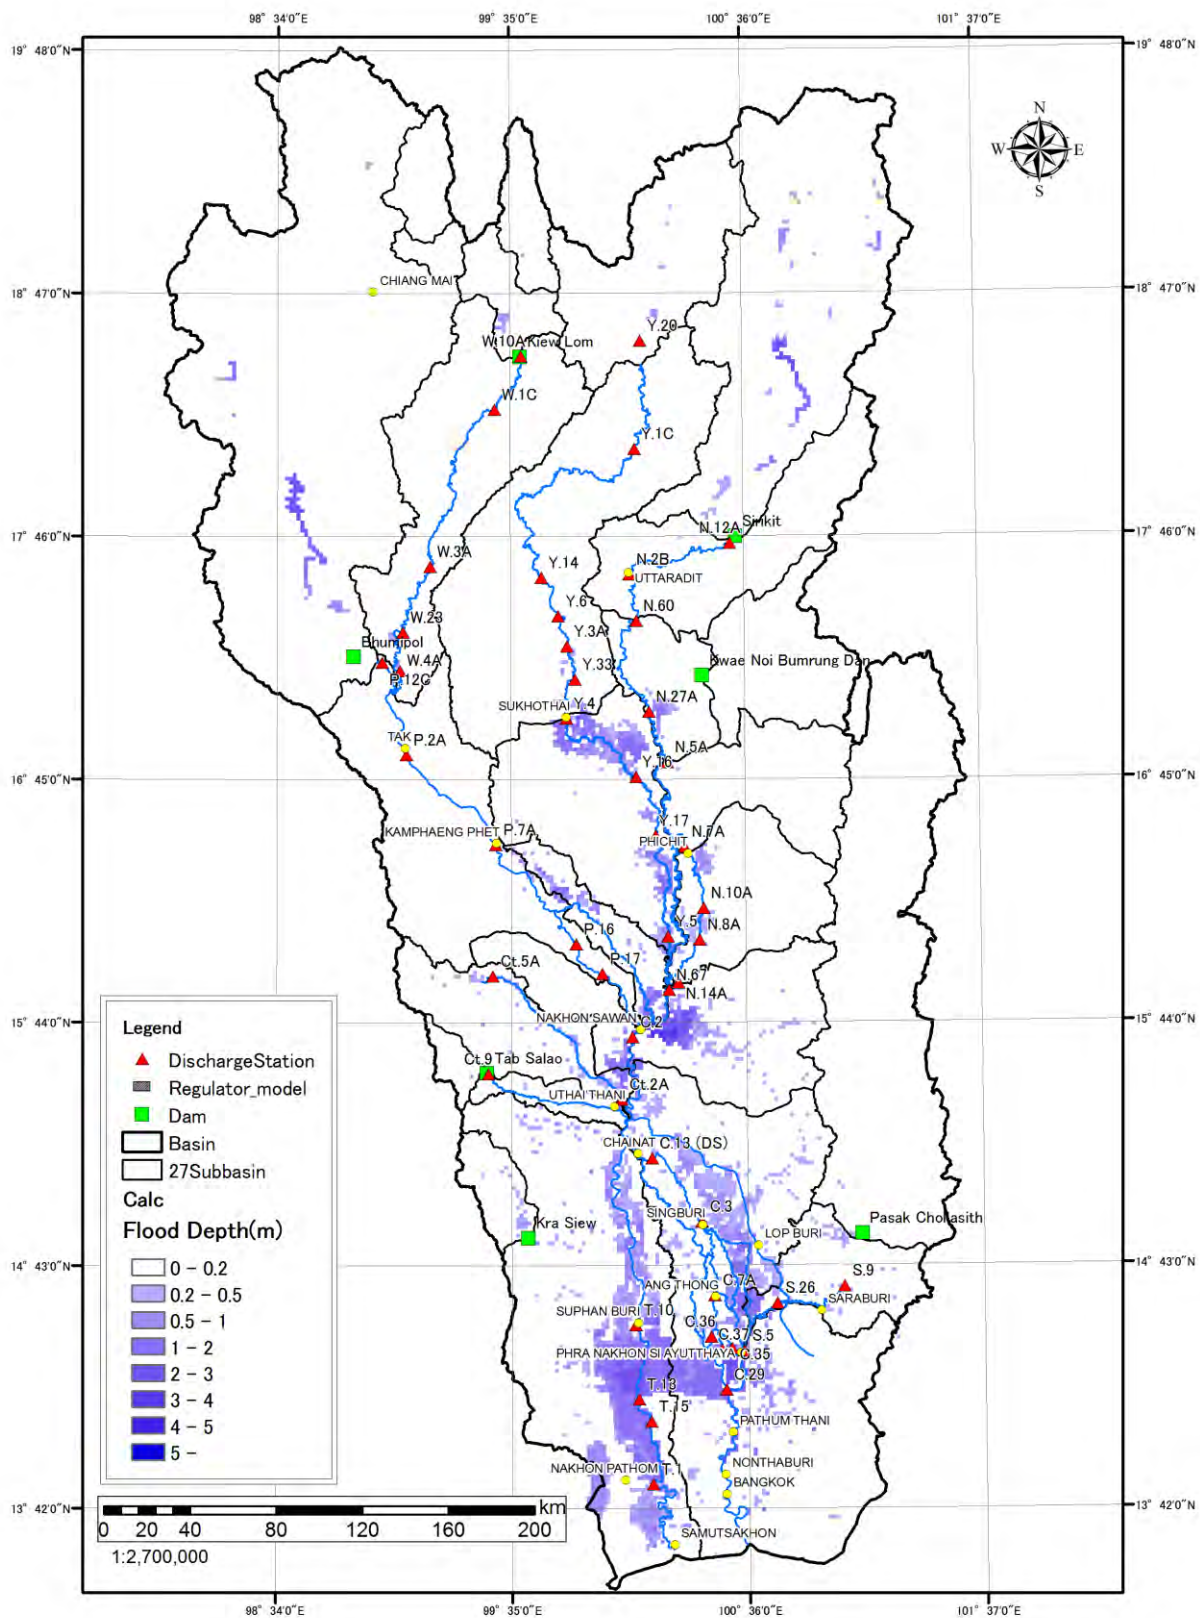 98° 34'0"E
99° 35'0"E
100° 36'0"E
101° 37'0"E
19° 48'0"N
19° 48'0"N
N
W
E
S
CHIANG MAI
18° 47'0"N
18° 47'0"N
Y.20
W.10A Kiew Lom
W.1C
Y.1C
17° 46'0"N
17° 46'0"N
N.12A Sirikit
W.3A
Y.14
N.2B
UTTARADIT
Y.6
N.60
W.23
Y.3A
Bhumipol
W.4A
Y.33
Kwae Noi Bumrung Dan
P.12C
N.27A
SUKHOTHAI Y.4
TAK P.2A
N.5A
Y.16
16° 45'0"N
16° 45'0"N
KAMPHAENG PHET P.7A
Y.17
N.7A
PHICHIT
N.10A
P.16
Y.5
N.8A
Ct.5A
P.17
N.67
N.14A
15° 44'0"N
15° 44'0"N
NAKHON SAWAN C.2
Ct.9 Tab Salao
Ct.2A
UTHAI THANI
CHAINAT C.13 (DS)
SINGBURI C.3
Kra Siew
LOP BURI
Pasak Cholasith
14° 43'0"N
14° 43'0"N
ANG THONG C.7A
S.26
S.9
SARABURI
SUPHAN BURI T.10
C.36
C.37
S.5
PHRA NAKHON SI AYUTTHAYA C.35
T.13
C.29
T.15
PATHUM THANI
NAKHON PATHOM T.1
NONTHABURI
BANGKOK
13° 42'0"N
13° 42'0"N
SAMUTSAKHON
Legend
DischargeStation
Regulator_model
Dam
Basin
27Subbasin
Calc
Flood Depth(m)
0 - 0.2
0.2 - 0.5
0.5 - 1
1 - 2
2 - 3
3 - 4
4 - 5
5 -
km
0 20 40 80 120 160 200
1:2,700,000
98° 34'0"E
99° 35'0"E
100° 36'0"E
101° 37'0"E